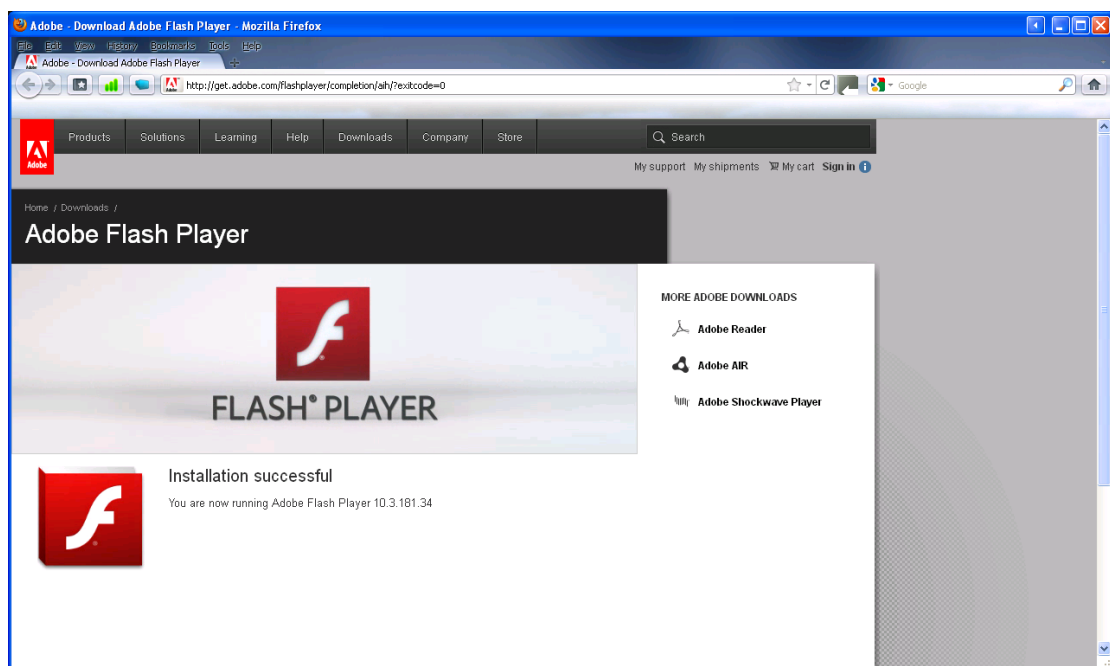 Adobe - Download Adobe Flash Player - Mozilla Firefox
File Edit View History Bookmarks Tools Help
Adobe - Download Adobe Flash Player
http://get.adobe.com/flashplayer/completion/aih/?exitcode=0
Google
Adobe
Products Solutions Learning Help Downloads Company Store Search
My support My shipments My cart Sign in
Home / Downloads /
Adobe Flash Player
FLASH® PLAYER
MORE ADOBE DOWNLOADS
Adobe Reader
Adobe AIR
Adobe Shockwave Player
Installation successful
You are now running Adobe Flash Player 10.3.181.34